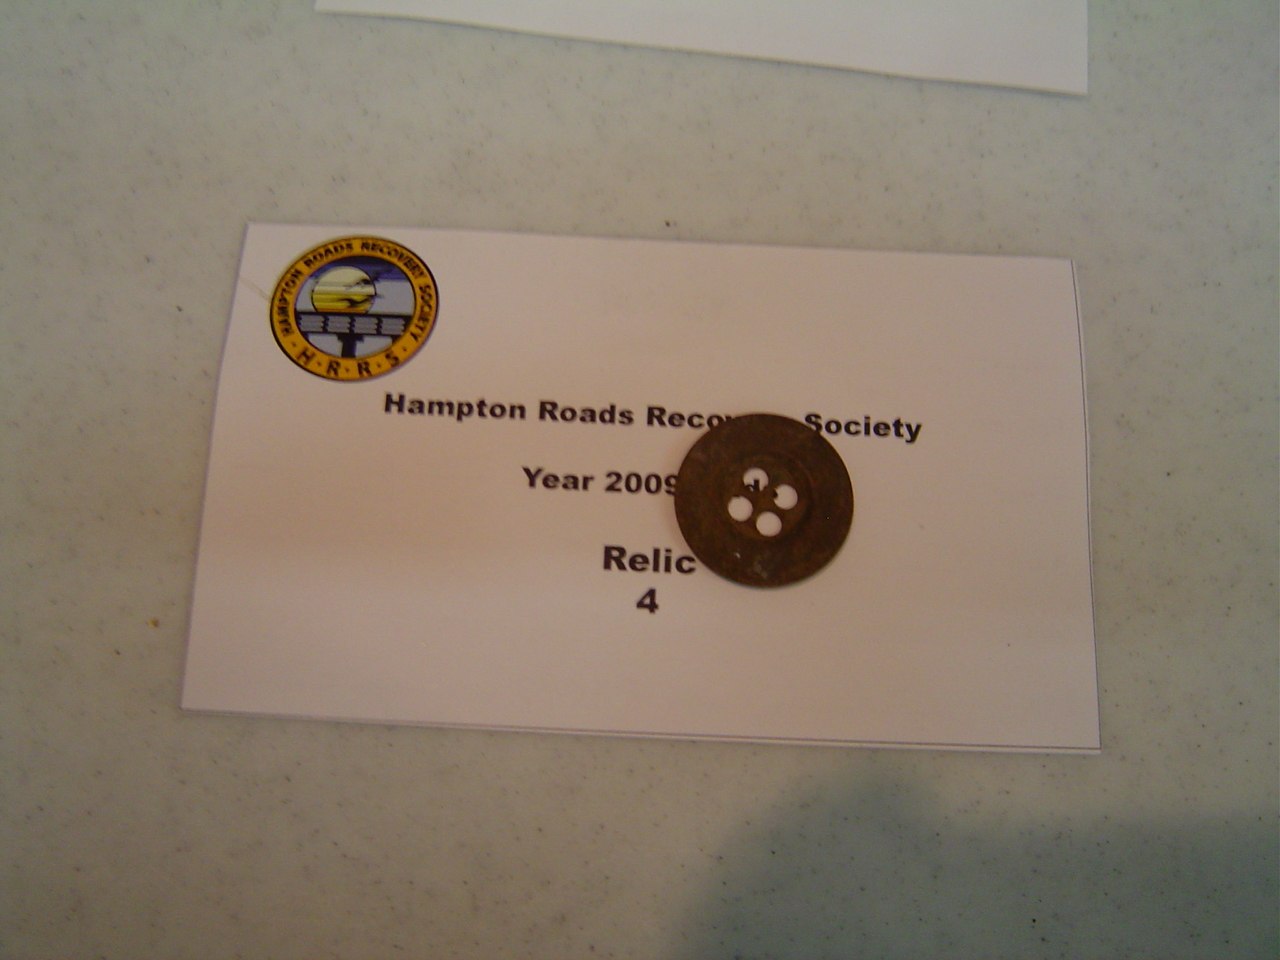 HAMPTON ROADS RECOVERY SOCIETY
· H · R · R · S ·
Hampton Roads Society
Year 2009
Relic
4